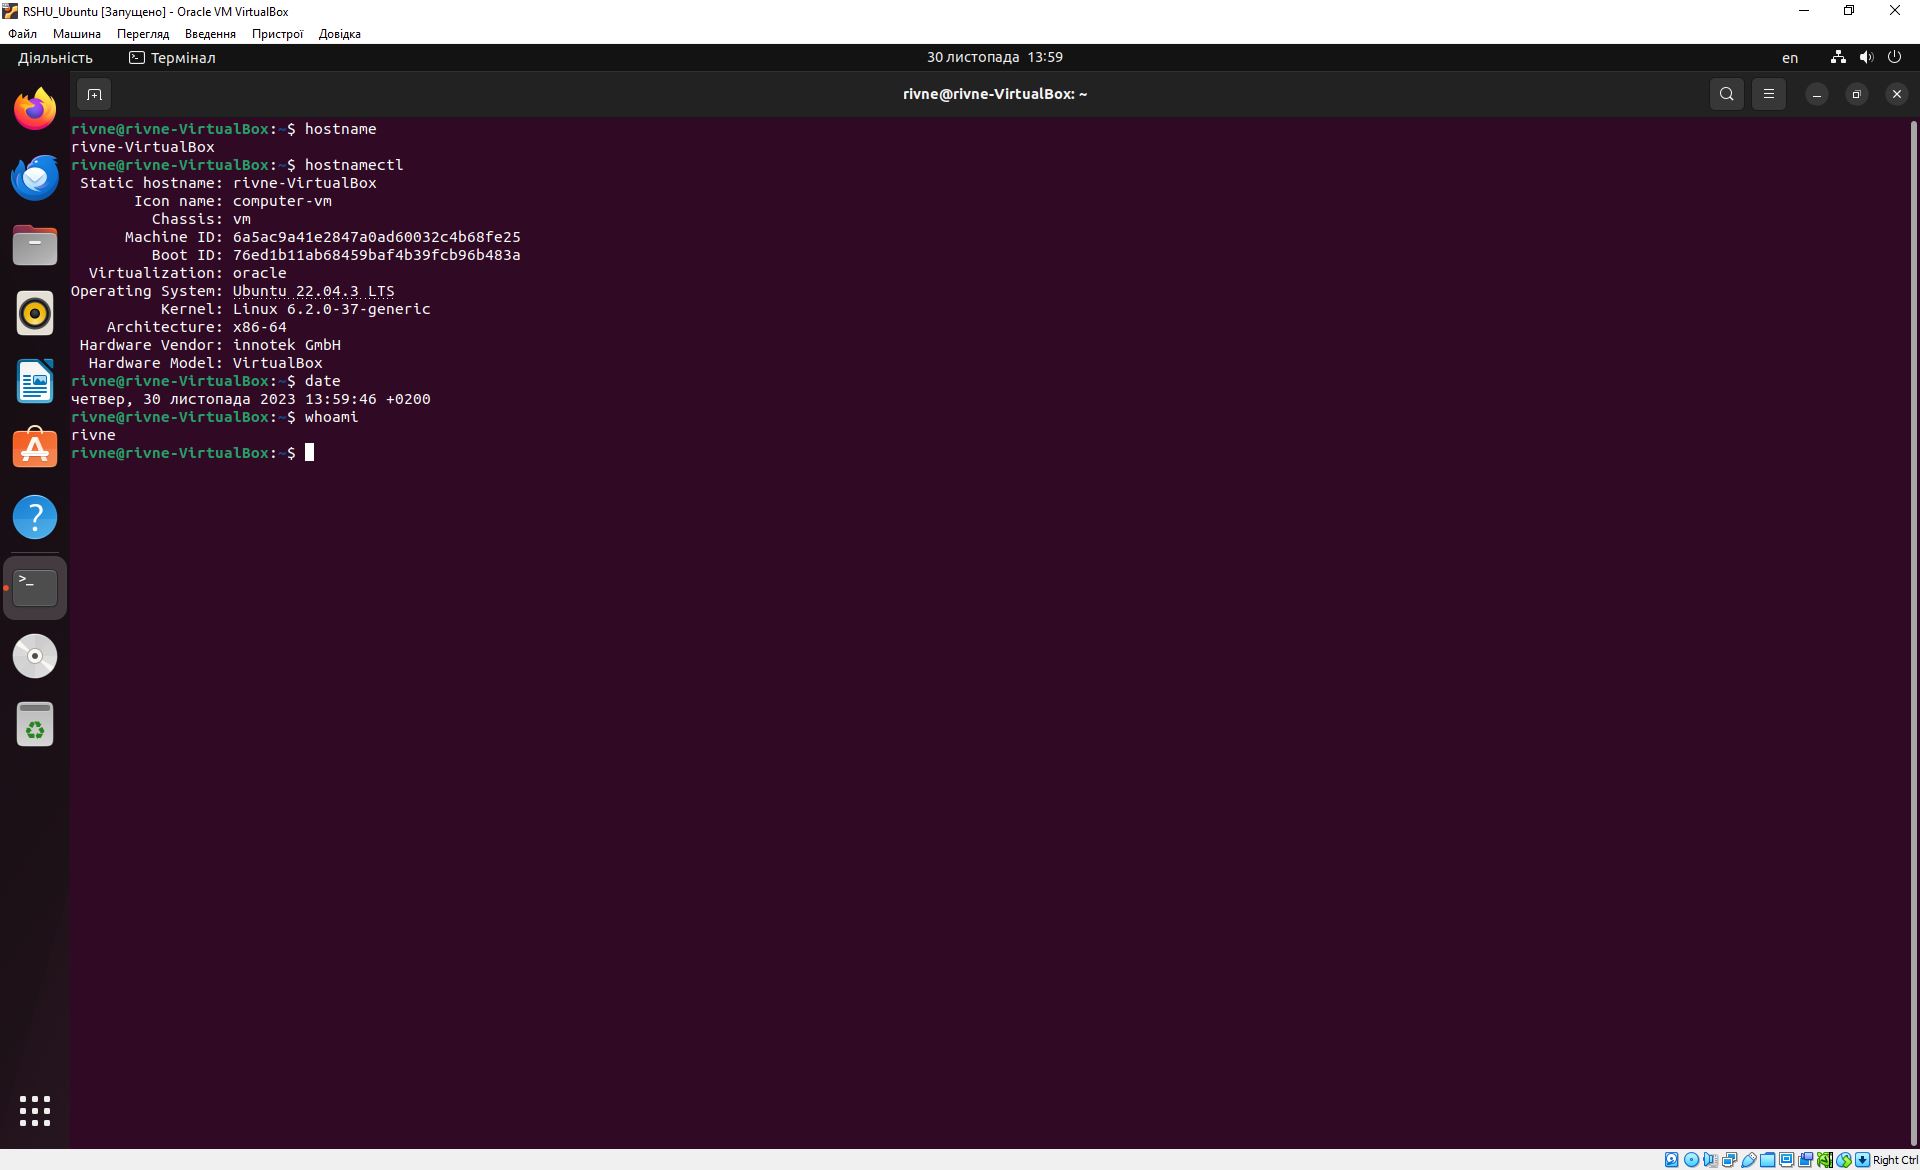 RSHU_Ubuntu [Запущено] - Oracle VM VirtualBox
Файл Машина Перегляд Введення Пристрої Довідка
Діяльність Термінал 30 листопада 13:59 en
rivne@rivne-VirtualBox: ~
rivne@rivne-VirtualBox:~$ hostname
rivne-VirtualBox
rivne@rivne-VirtualBox:~$ hostnamectl
Static hostname: rivne-VirtualBox
Icon name: computer-vm
Chassis: vm
Machine ID: 6a5ac9a41e2847a0ad60032c4b68fe25
Boot ID: 76ed1b11ab68459baf4b39fcb96b483a
Virtualization: oracle
Operating System: Ubuntu 22.04.3 LTS
Kernel: Linux 6.2.0-37-generic
Architecture: x86-64
Hardware Vendor: innotek GmbH
Hardware Model: VirtualBox
rivne@rivne-VirtualBox:~$ date
четвер, 30 листопада 2023 13:59:46 +0200
rivne@rivne-VirtualBox:~$ whoami
rivne
rivne@rivne-VirtualBox:~$
Right Ctrl